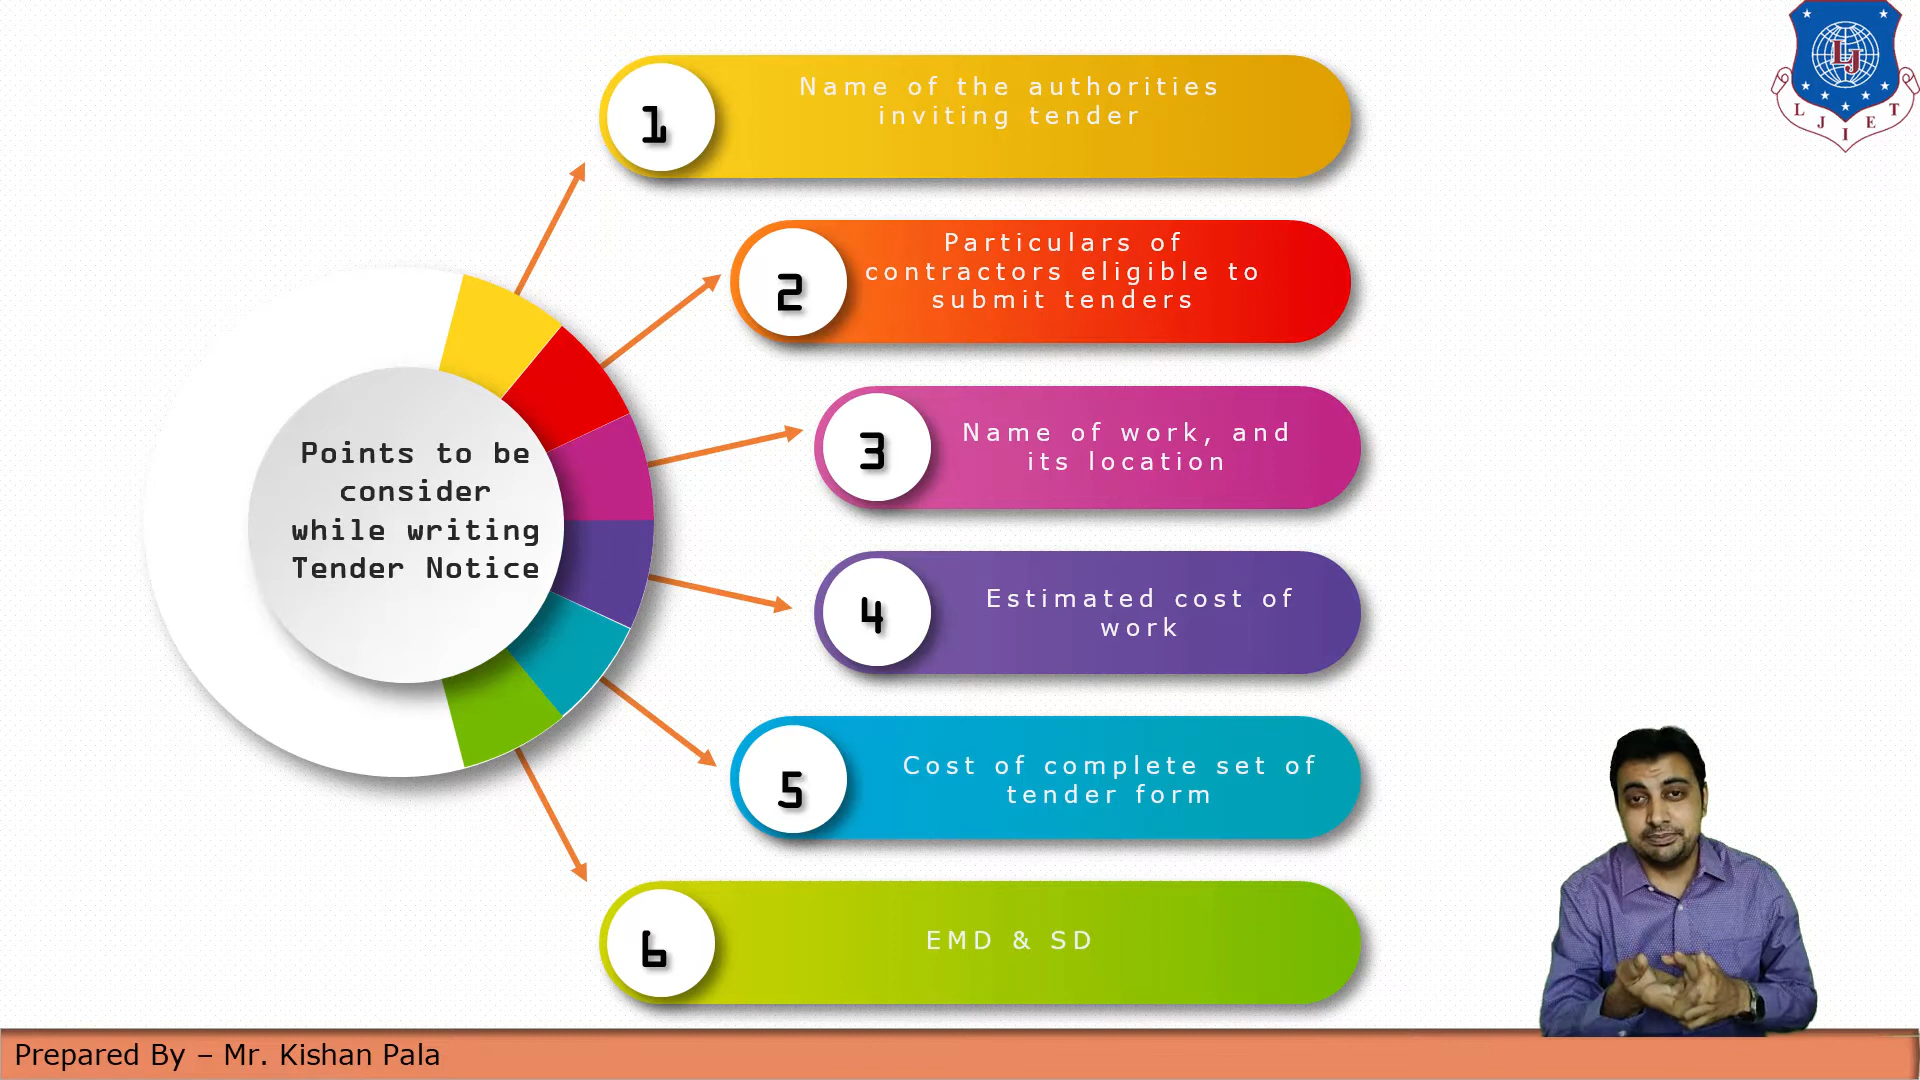 1
Name of the authorities
inviting tender
2
Particulars of
contractors eligible to
submit tenders
3
Name of work, and
its location
Points to be
consider
while writing
Tender Notice
4
Estimated cost of
work
5
Cost of complete set of
tender form
6
EMD & SD
LJ
L J I E T
Prepared By – Mr. Kishan Pala